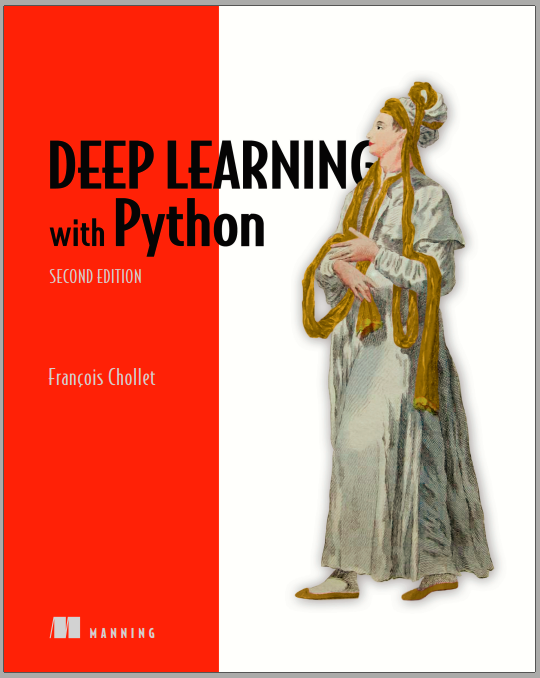 DEEP LEARNING
with Python
SECOND EDITION
François Chollet
MANNING